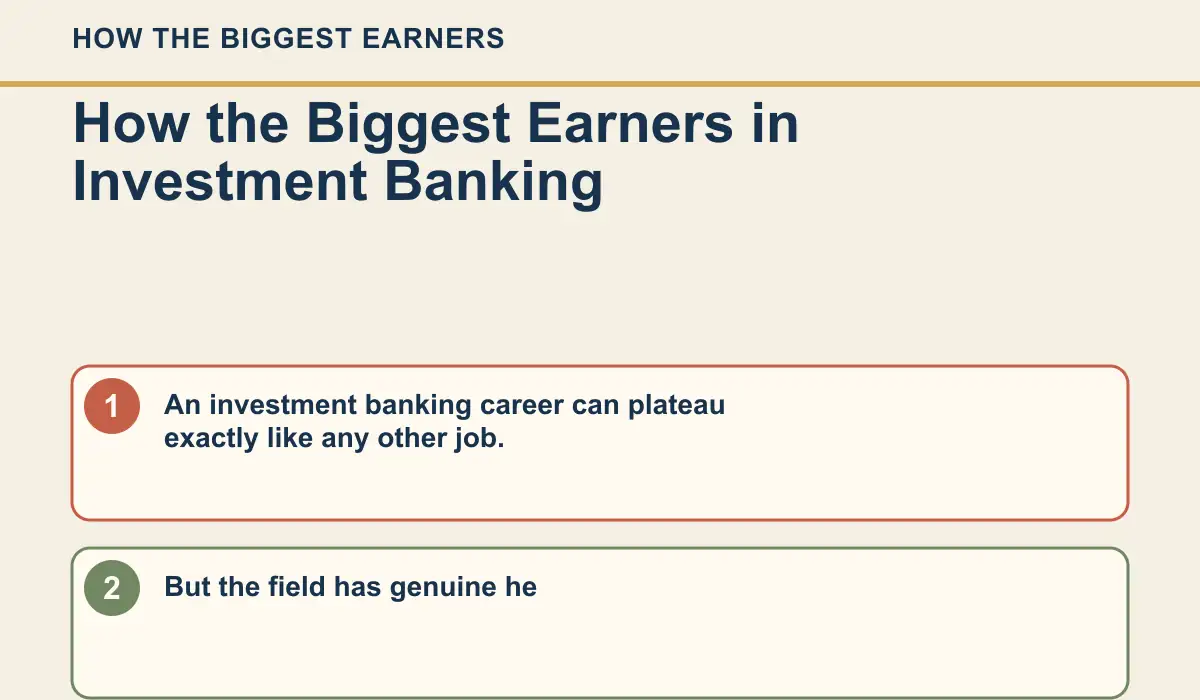 HOW THE BIGGEST EARNERS
How the Biggest Earners in
Investment Banking
1
An investment banking career can plateau
exactly like any other job.
2
But the field has genuine he